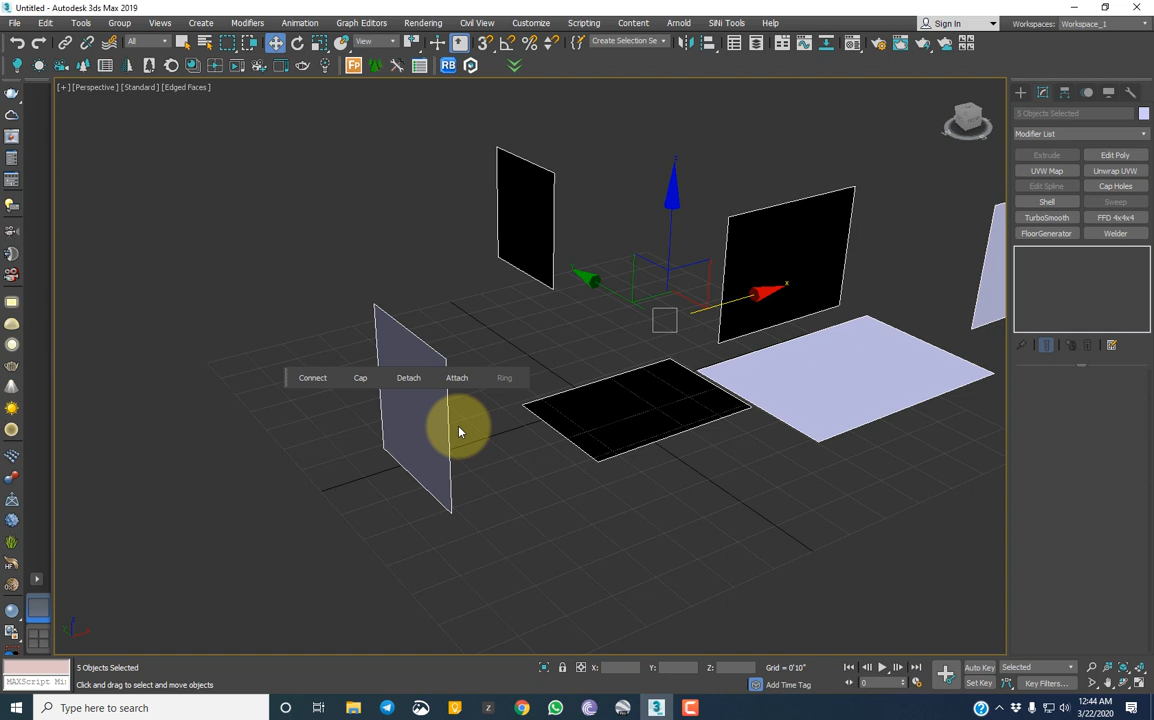 Untitled - Autodesk 3ds Max 2019
File Edit Tools Group Views Create Modifiers Animation Graph Editors Rendering Civil View Customize Scripting Content Arnold SiNi Tools Help Sign In Workspaces: Workspace_1
All View Create Selection Se
Fp RB
[+] [Perspective] [Standard] [Edged Faces]
5 Objects Selected
Modifier List
Extrude Edit Poly
UVW Map Unwrap UVW
Edit Spline Cap Holes
Shell Sweep
TurboSmooth FFD 4x4x4
FloorGenerator Welder
z
x
Connect Cap Detach Attach Ring
5 Objects Selected X: Y: Z: Grid = 0'10" Auto Key Selected
MAXScript Mi Click and drag to select and move objects Add Time Tag 0 Set Key Key Filters...
Type here to search
12:44 AM
3/22/2020